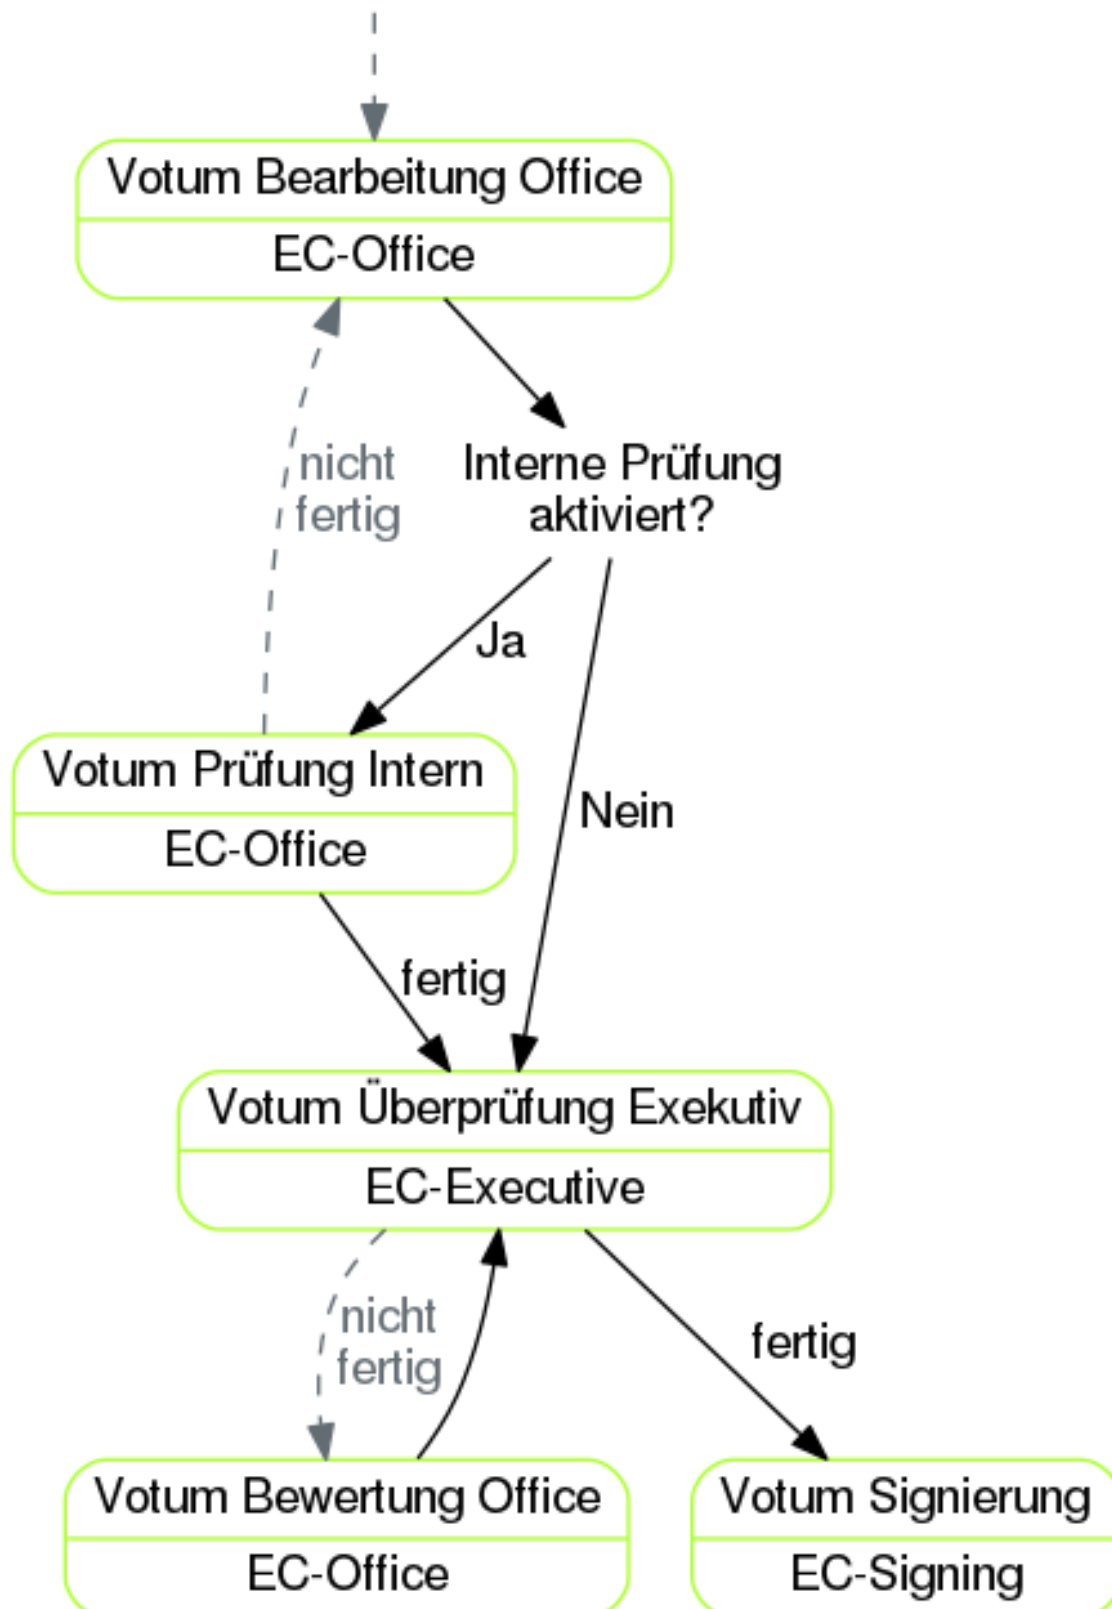 Votum Bearbeitung Office
EC-Office
nicht
fertig
Interne Prüfung
aktiviert?
Ja
Votum Prüfung Intern
EC-Office
Nein
fertig
Votum Überprüfung Exekutiv
EC-Executive
nicht
fertig
fertig
Votum Bewertung Office
EC-Office
Votum Signierung
EC-Signing